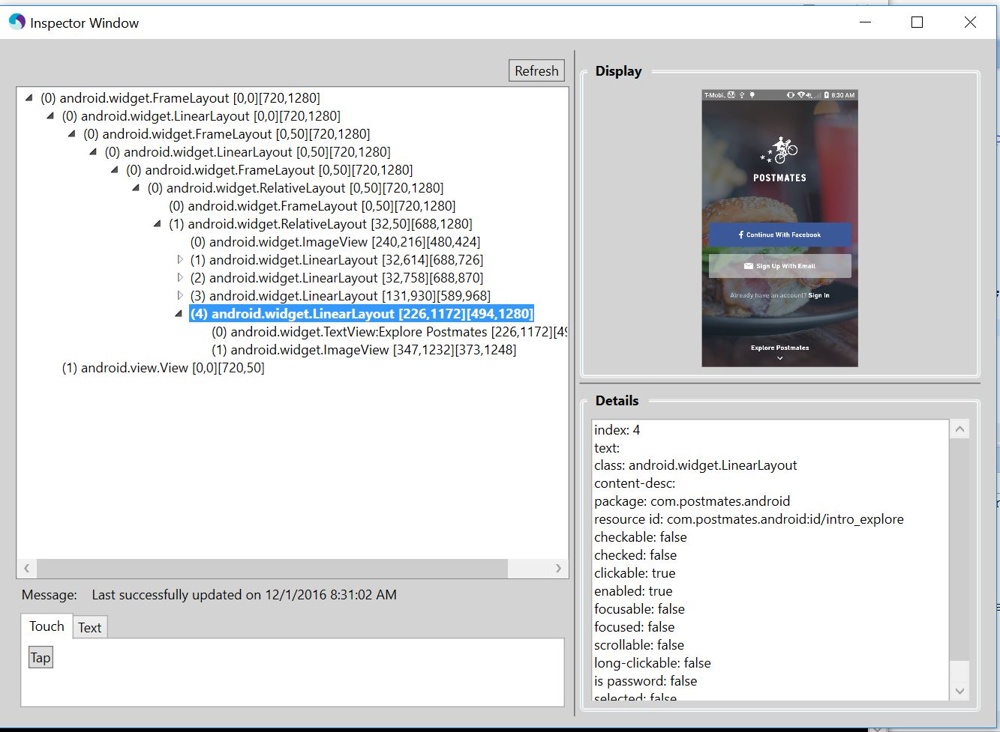 Inspector Window
Refresh
(0) android.widget.FrameLayout [0,0][720,1280]
(0) android.widget.LinearLayout [0,0][720,1280]
(0) android.widget.FrameLayout [0,50][720,1280]
(0) android.widget.LinearLayout [0,50][720,1280]
(0) android.widget.FrameLayout [0,50][720,1280]
(0) android.widget.RelativeLayout [0,50][720,1280]
(0) android.widget.FrameLayout [0,50][720,1280]
(1) android.widget.RelativeLayout [32,50][688,1280]
(0) android.widget.ImageView [240,216][480,424]
(1) android.widget.LinearLayout [32,614][688,726]
(2) android.widget.LinearLayout [32,758][688,870]
(3) android.widget.LinearLayout [131,930][589,968]
(4) android.widget.LinearLayout [226,1172][494,1280]
(0) android.widget.TextView:Explore Postmates [226,1172][49
(1) android.widget.ImageView [347,1232][373,1248]
(1) android.view.View [0,0][720,50]
Message: Last successfully updated on 12/1/2016 8:31:02 AM
Touch Text
Tap
Display
T-Mobi.. 8:30 AM
POSTMATES
f Continue With Facebook
Sign Up With Email
Already have an account? Sign In
Explore Postmates
Details
index: 4
text:
class: android.widget.LinearLayout
content-desc:
package: com.postmates.android
resource id: com.postmates.android:id/intro_explore
checkable: false
checked: false
clickable: true
enabled: true
focusable: false
focused: false
scrollable: false
long-clickable: false
is password: false
selected: false